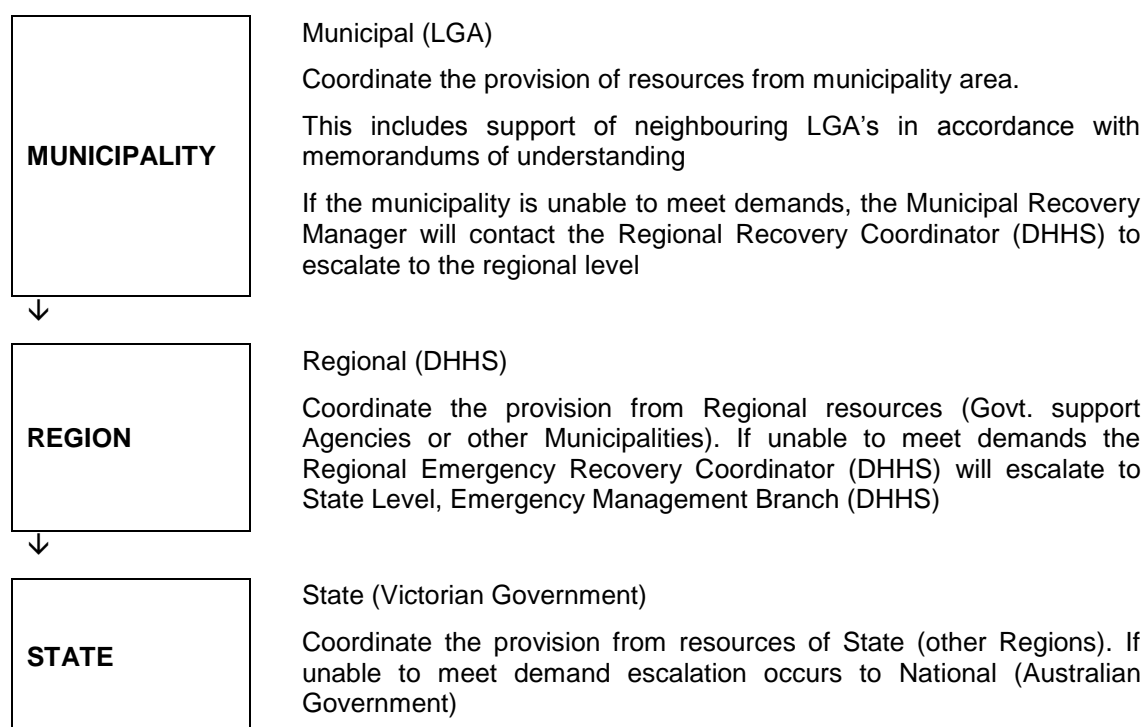 Municipal (LGA)
Coordinate the provision of resources from municipality area.
This includes support of neighbouring LGA's in accordance with
memorandums of understanding
MUNICIPALITY
If the municipality is unable to meet demands, the Municipal Recovery
Manager will contact the Regional Recovery Coordinator (DHHS) to
escalate to the regional level
Regional (DHHS)
Coordinate the provision from Regional resources (Govt. support
Agencies or other Municipalities). If unable to meet demands the
Regional Emergency Recovery Coordinator (DHHS) will escalate to
State Level, Emergency Management Branch (DHHS)
REGION
State (Victorian Government)
Coordinate the provision from resources of State (other Regions). If
unable to meet demand escalation occurs to National (Australian
Government)
STATE